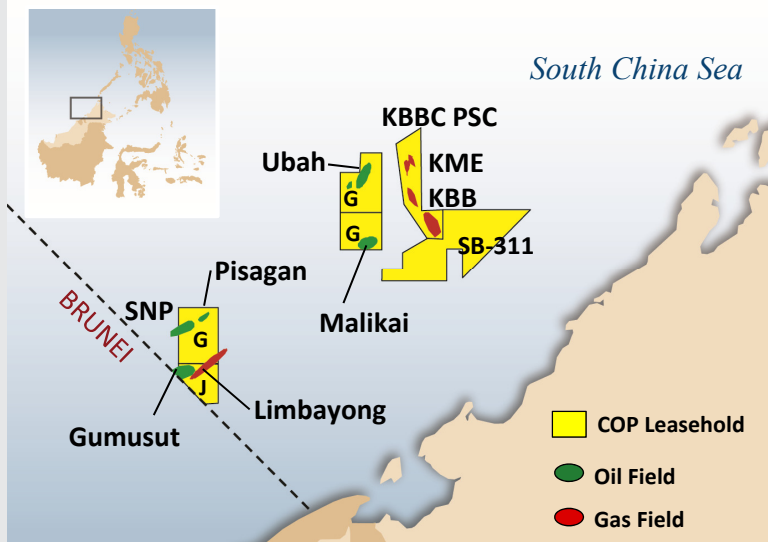 South China Sea
KBBC PSC
Ubah
KME
G
KBB
G
SB-311
Pisagan
SNP
Malikai
BRUNEI
G
J
Limbayong
Gumusut
COP Leasehold
Oil Field
Gas Field